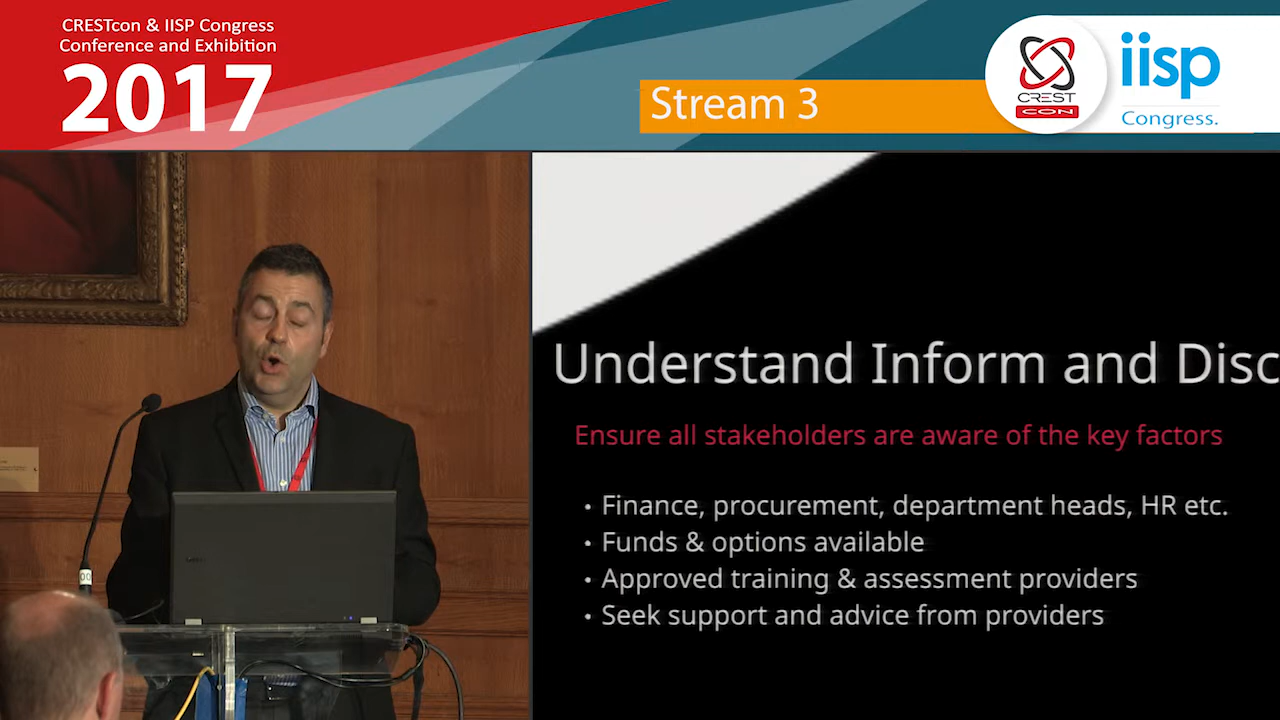 CRESTcon & IISP Congress
Conference and Exhibition
2017
Stream 3
CREST
CON
iisp
Congress.
Understand Inform and Disc
Ensure all stakeholders are aware of the key factors
• Finance, procurement, department heads, HR etc.
• Funds & options available
• Approved training & assessment providers
• Seek support and advice from providers
00